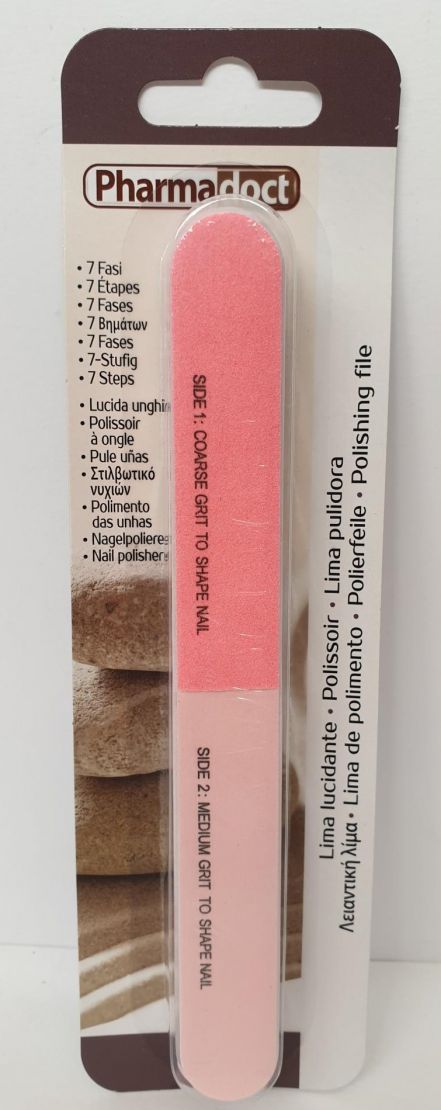 Pharmadoct
• 7 Fasi
• 7 Étapes
• 7 Fases
• 7 Βημάτων
• 7 Fases
• 7-Stufig
• 7 Steps
• Lucida unghi
• Polissoir
à ongle
• Pule uñas
• Στιλβωτικό
νυχιών
• Polimento
das unhas
• Nagelpoliere
• Nail polisher
SIDE 1: COARSE GRIT TO SHAPE NAIL
SIDE 2: MEDIUM GRIT TO SHAPE NAIL
Lima lucidante • Polissoir • Lima pulidora
Λειαντική λίμα • Lima de polimento • Polierfeile • Polishing file